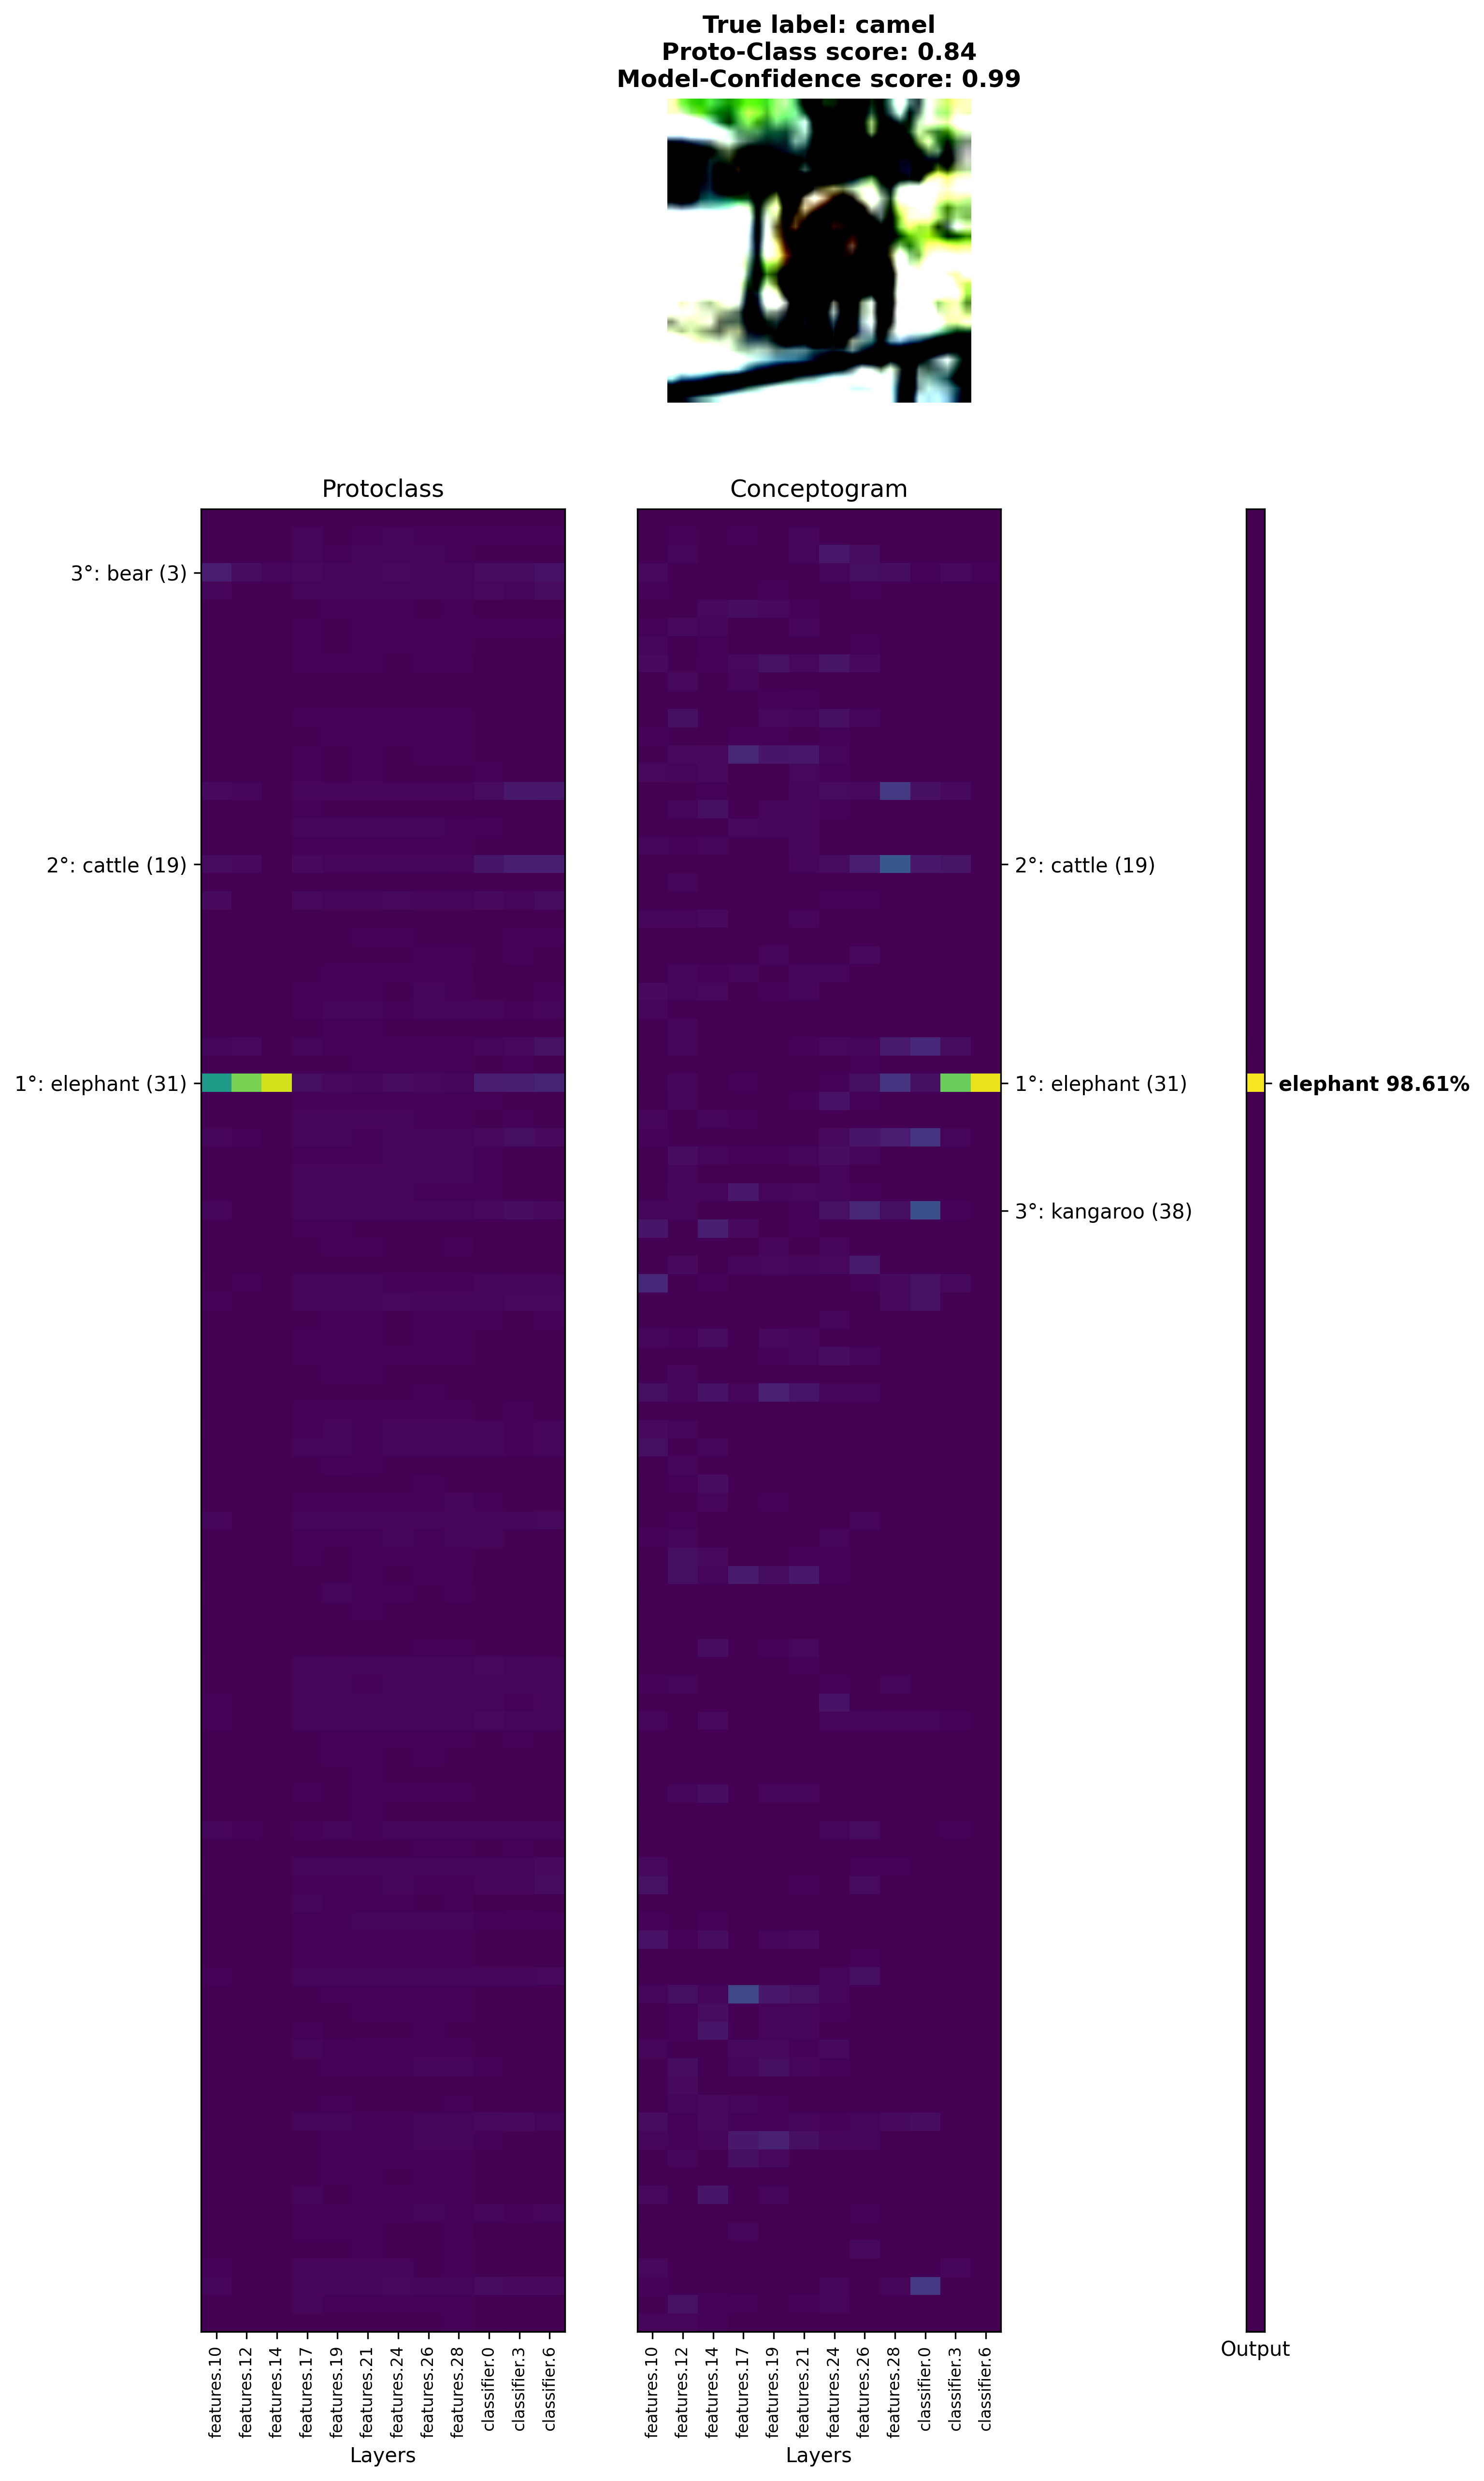 True label: camel
Proto-Class score: 0.84
Model-Confidence score: 0.99
Protoclass
Conceptogram
3°: bear (3)
2°: cattle (19)
1°: elephant (31)
2°: cattle (19)
1°: elephant (31)
3°: kangaroo (38)
elephant 98.61%
features.10
features.12
features.14
features.17
features.19
features.21
features.24
features.26
features.28
classifier.0
classifier.3
classifier.6
Layers
features.10
features.12
features.14
features.17
features.19
features.21
features.24
features.26
features.28
classifier.0
classifier.3
classifier.6
Layers
Output